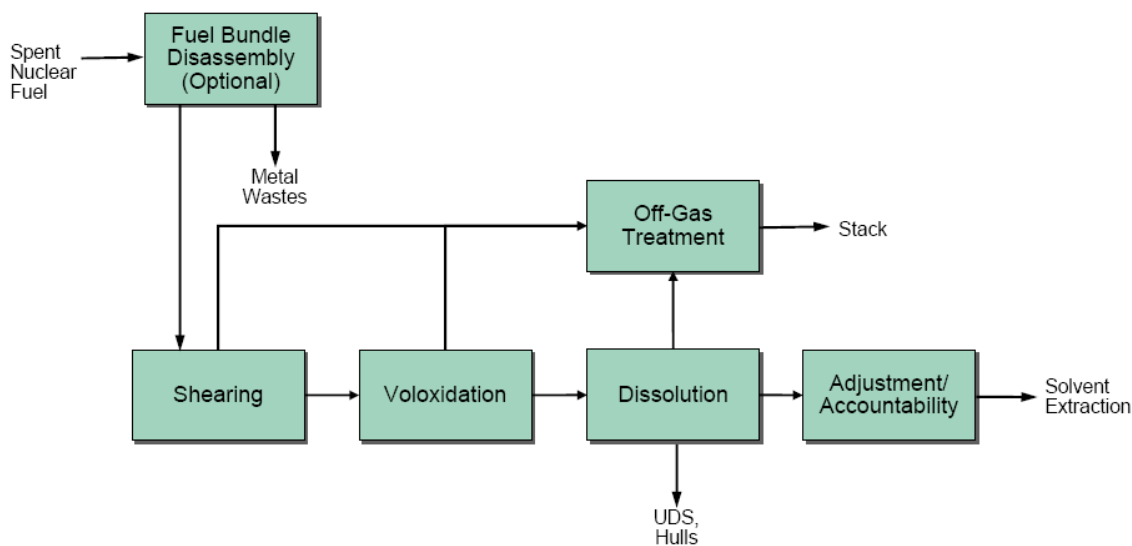 Spent
Nuclear
Fuel
Fuel Bundle
Disassembly
(Optional)
Metal
Wastes
Off-Gas
Treatment
Stack
Shearing
Voloxidation
Dissolution
Adjustment/
Accountability
Solvent
Extraction
UDS,
Hulls